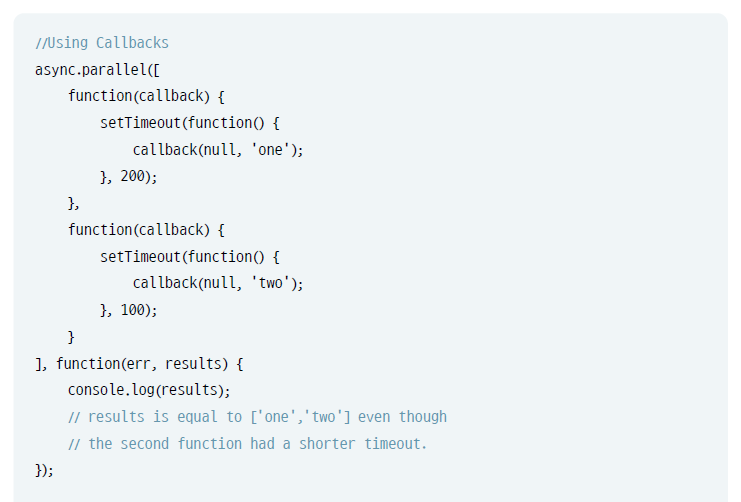 //Using Callbacks
async.parallel([
    function(callback) {
        setTimeout(function() {
            callback(null, 'one');
        }, 200);
    },
    function(callback) {
        setTimeout(function() {
            callback(null, 'two');
        }, 100);
    }
], function(err, results) {
    console.log(results);
    // results is equal to ['one','two'] even though
    // the second function had a shorter timeout.
});